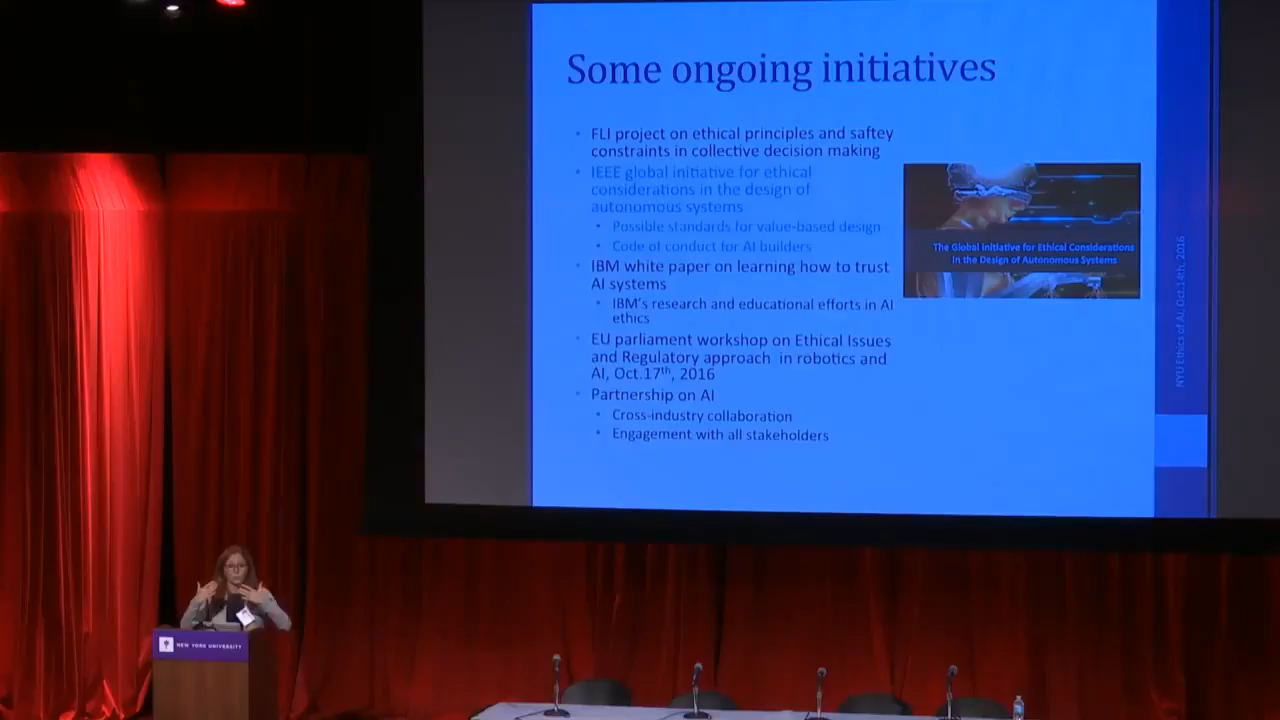 Some ongoing initiatives
FLI project on ethical principles and saftey
constraints in collective decision making
IEEE global initiative for ethical
considerations in the design of
autonomous systems
Possible standards for value-based design
Code of conduct for AI builders
IBM white paper on learning how to trust
AI systems
IBM's research and educational efforts in AI
ethics
EU parliament workshop on Ethical Issues
and Regulatory approach in robotics and
AI, Oct.17th, 2016
Partnership on AI
Cross-industry collaboration
Engagement with all stakeholders
The Global Initiative for Ethical Considerations
in the Design of Autonomous Systems
NYU Ethics of AI, Oct.14th, 2016
NEW YORK UNIVERSITY